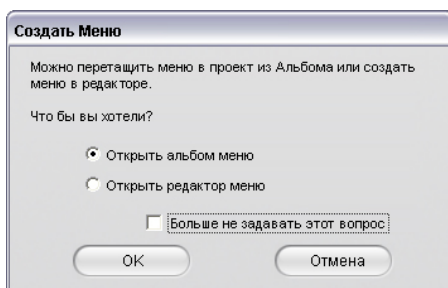 Создать Меню
Можно перетащить меню в проект из Альбома или создать
меню в редакторе.
Что бы вы хотели?
Открыть альбом меню
Открыть редактор меню
Больше не задавать этот вопрос
OK
Отмена